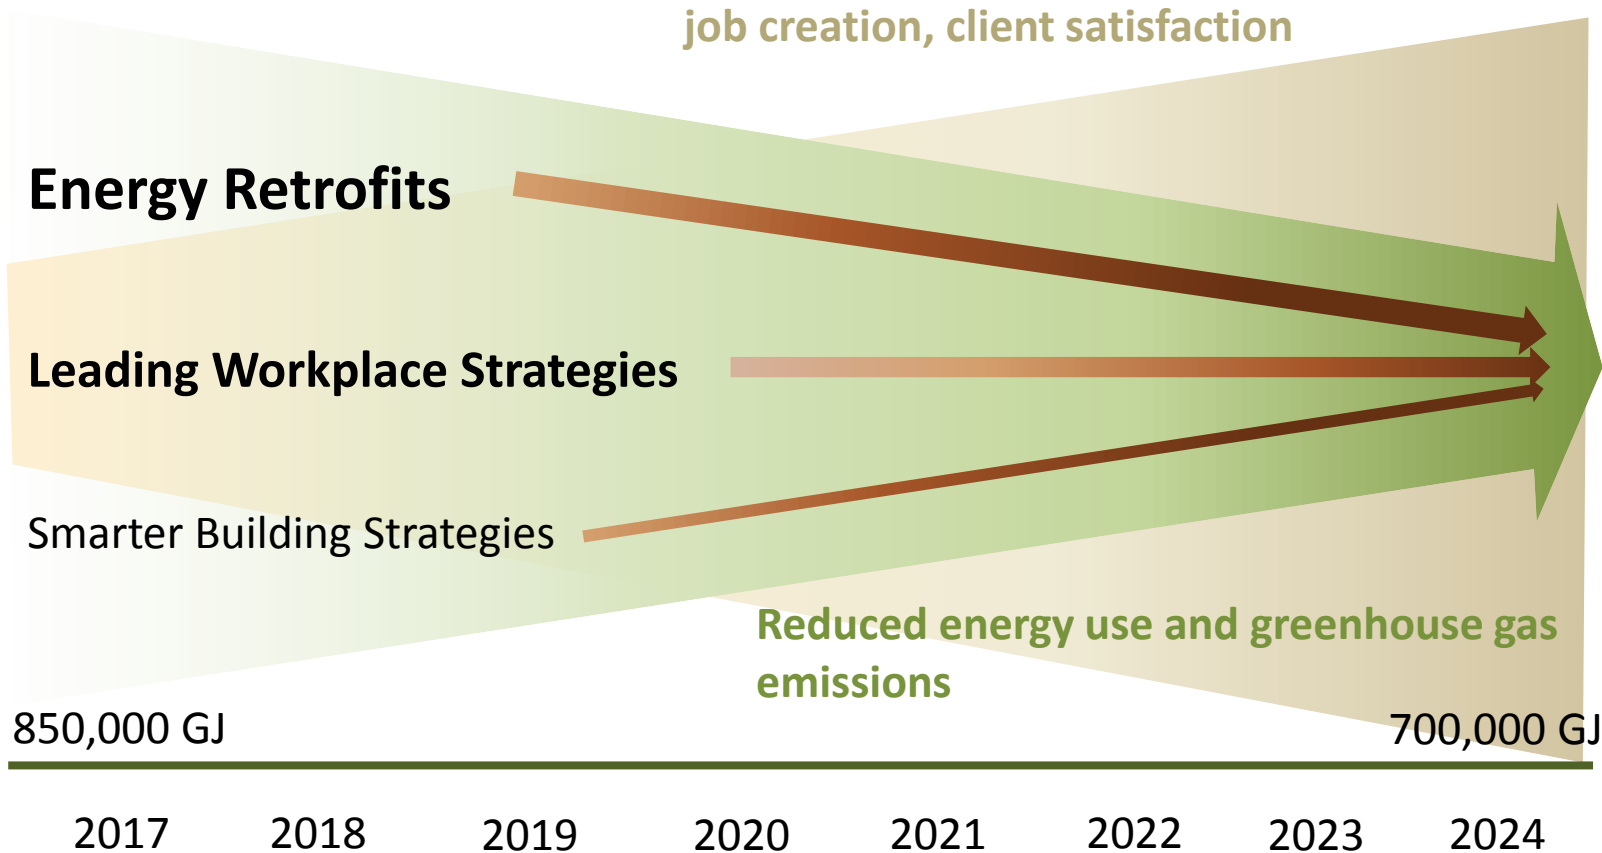 job creation, client satisfaction
Energy Retrofits
Leading Workplace Strategies
Smarter Building Strategies
Reduced energy use and greenhouse gas
emissions
850,000 GJ 700,000 GJ
2017 2018 2019 2020 2021 2022 2023 2024